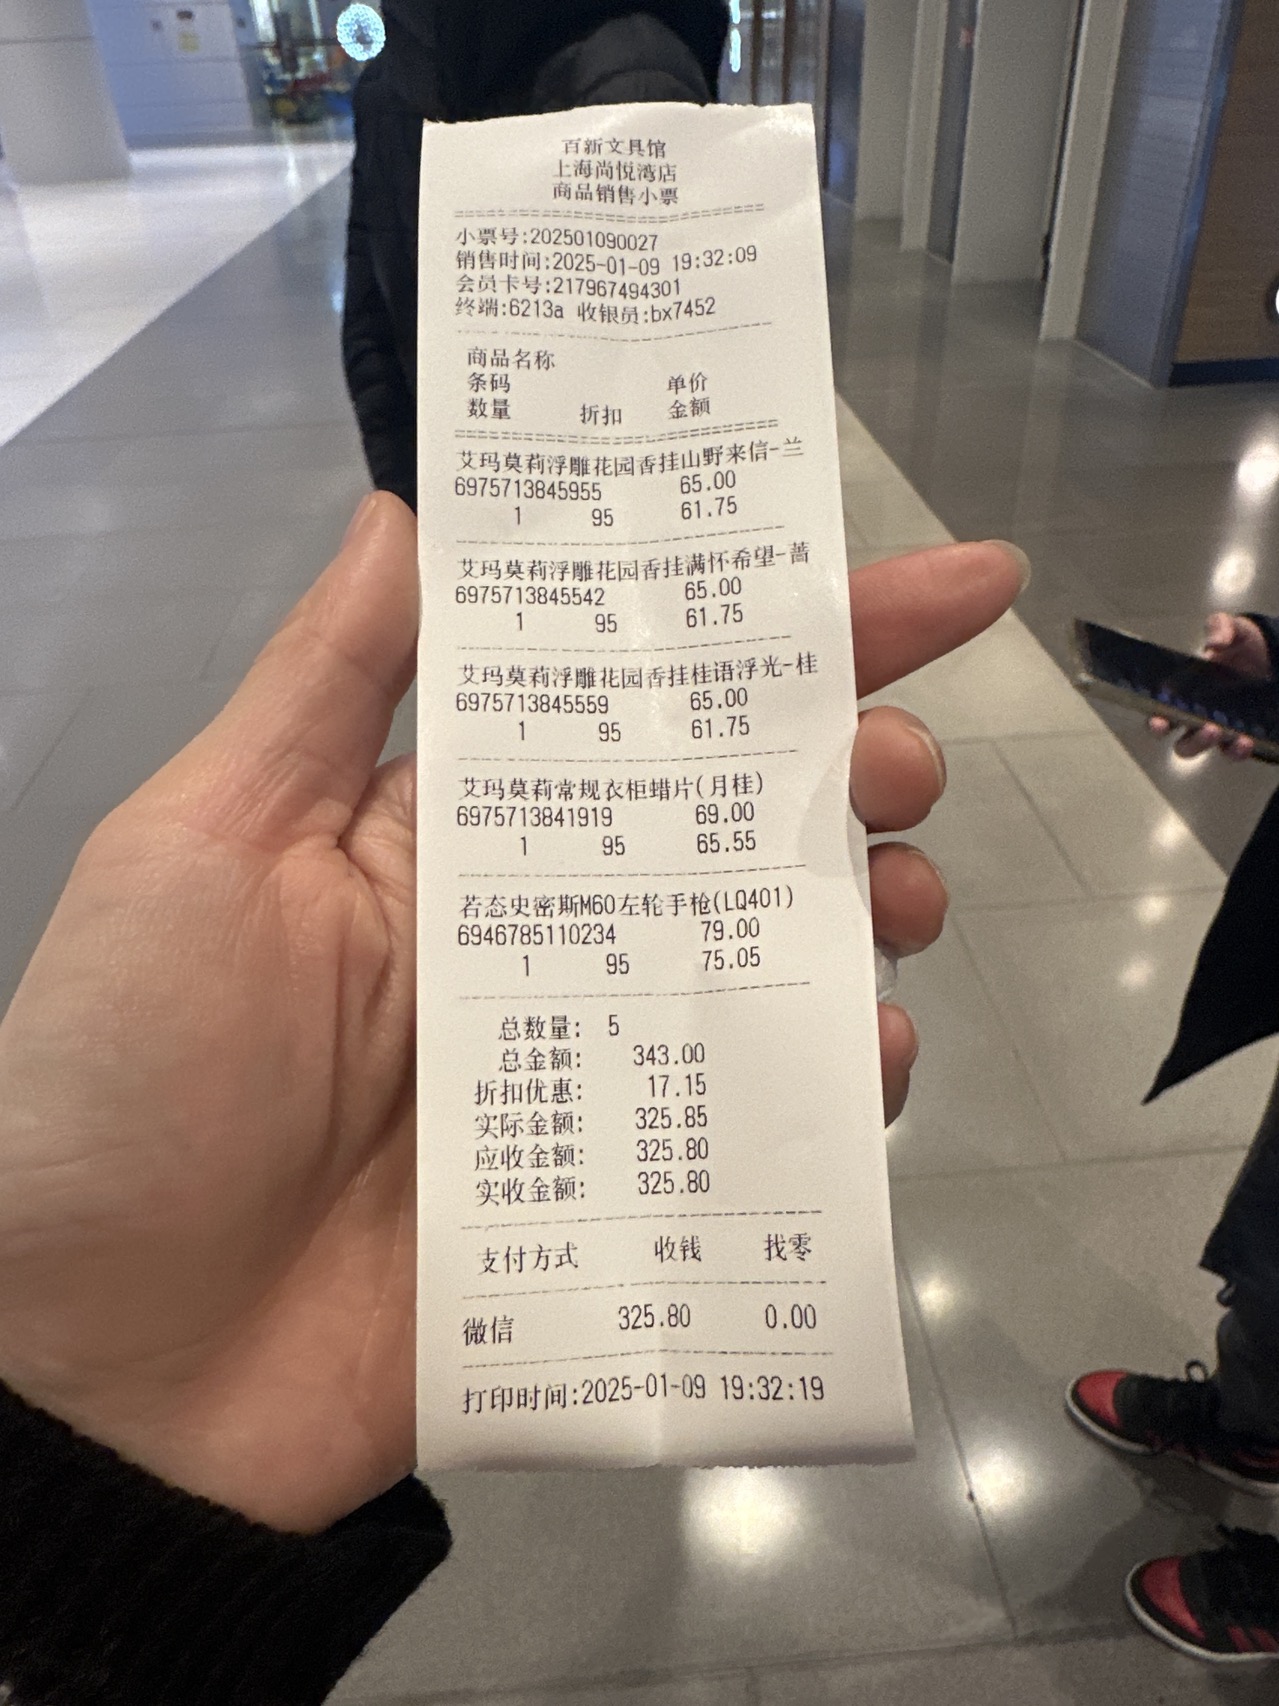 百新文具馆
上海尚悦湾店
商品销售小票
小票号:202501090027
销售时间:2025-01-09 19:32:09
会员卡号:217967494301
终端:6213a 收银员:bx7452
商品名称
条码 单价
数量 折扣 金额
艾玛莫莉浮雕花园香挂山野来信-兰
6975713845955 65.00
1 95 61.75
艾玛莫莉浮雕花园香挂满怀希望-蔷
6975713845542 65.00
1 95 61.75
艾玛莫莉浮雕花园香挂桂语浮光-桂
6975713845559 65.00
1 95 61.75
艾玛莫莉常规衣柜蜡片(月桂)
6975713841919 69.00
1 95 65.55
若态史密斯M60左轮手枪(LQ401)
6946785110234 79.00
1 95 75.05
总数量: 5
总金额: 343.00
折扣优惠: 17.15
实际金额: 325.85
应收金额: 325.80
实收金额: 325.80
支付方式 收钱 找零
微信 325.80 0.00
打印时间:2025-01-09 19:32:19